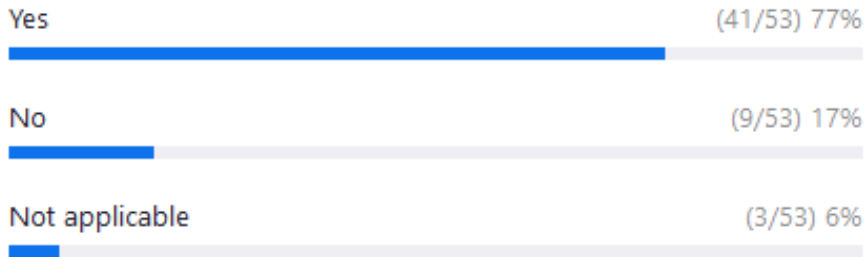 Yes (41/53) 77%
No (9/53) 17%
Not applicable (3/53) 6%